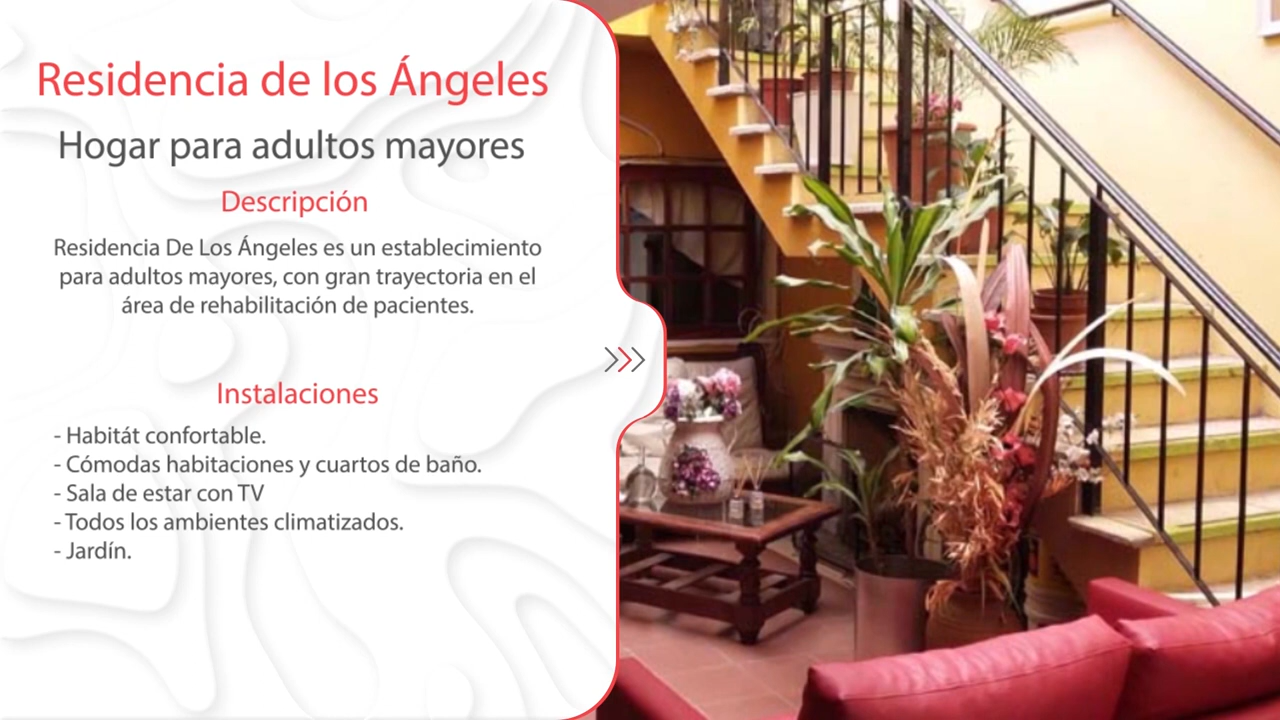 Residencia de los Ángeles
Hogar para adultos mayores
Descripción
Residencia De Los Ángeles es un establecimiento
para adultos mayores, con gran trayectoria en el
área de rehabilitación de pacientes.
Instalaciones
- Habitát confortable.
- Cómodas habitaciones y cuartos de baño.
- Sala de estar con TV
- Todos los ambientes climatizados.
- Jardín.